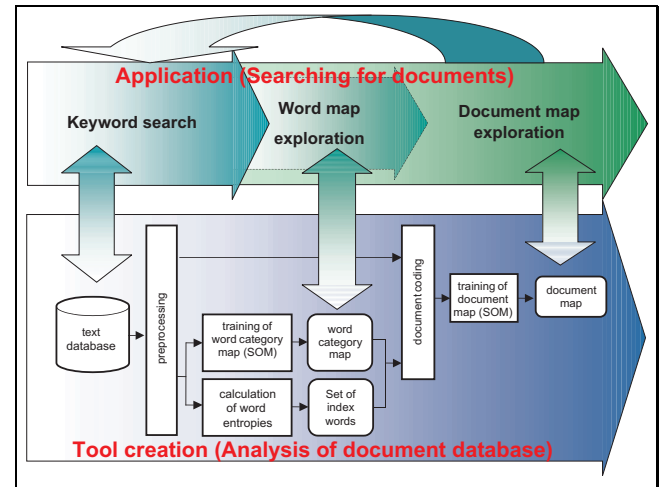 Application (Searching for documents)
Keyword search
Word map
exploration
Document map
exploration
text
database
preprocessing
training of
word category
map (SOM)
word
category
map
calculation
of word
entropies
Set of
index
words
document coding
training of
document
map (SOM)
document
map
Tool creation (Analysis of document database)